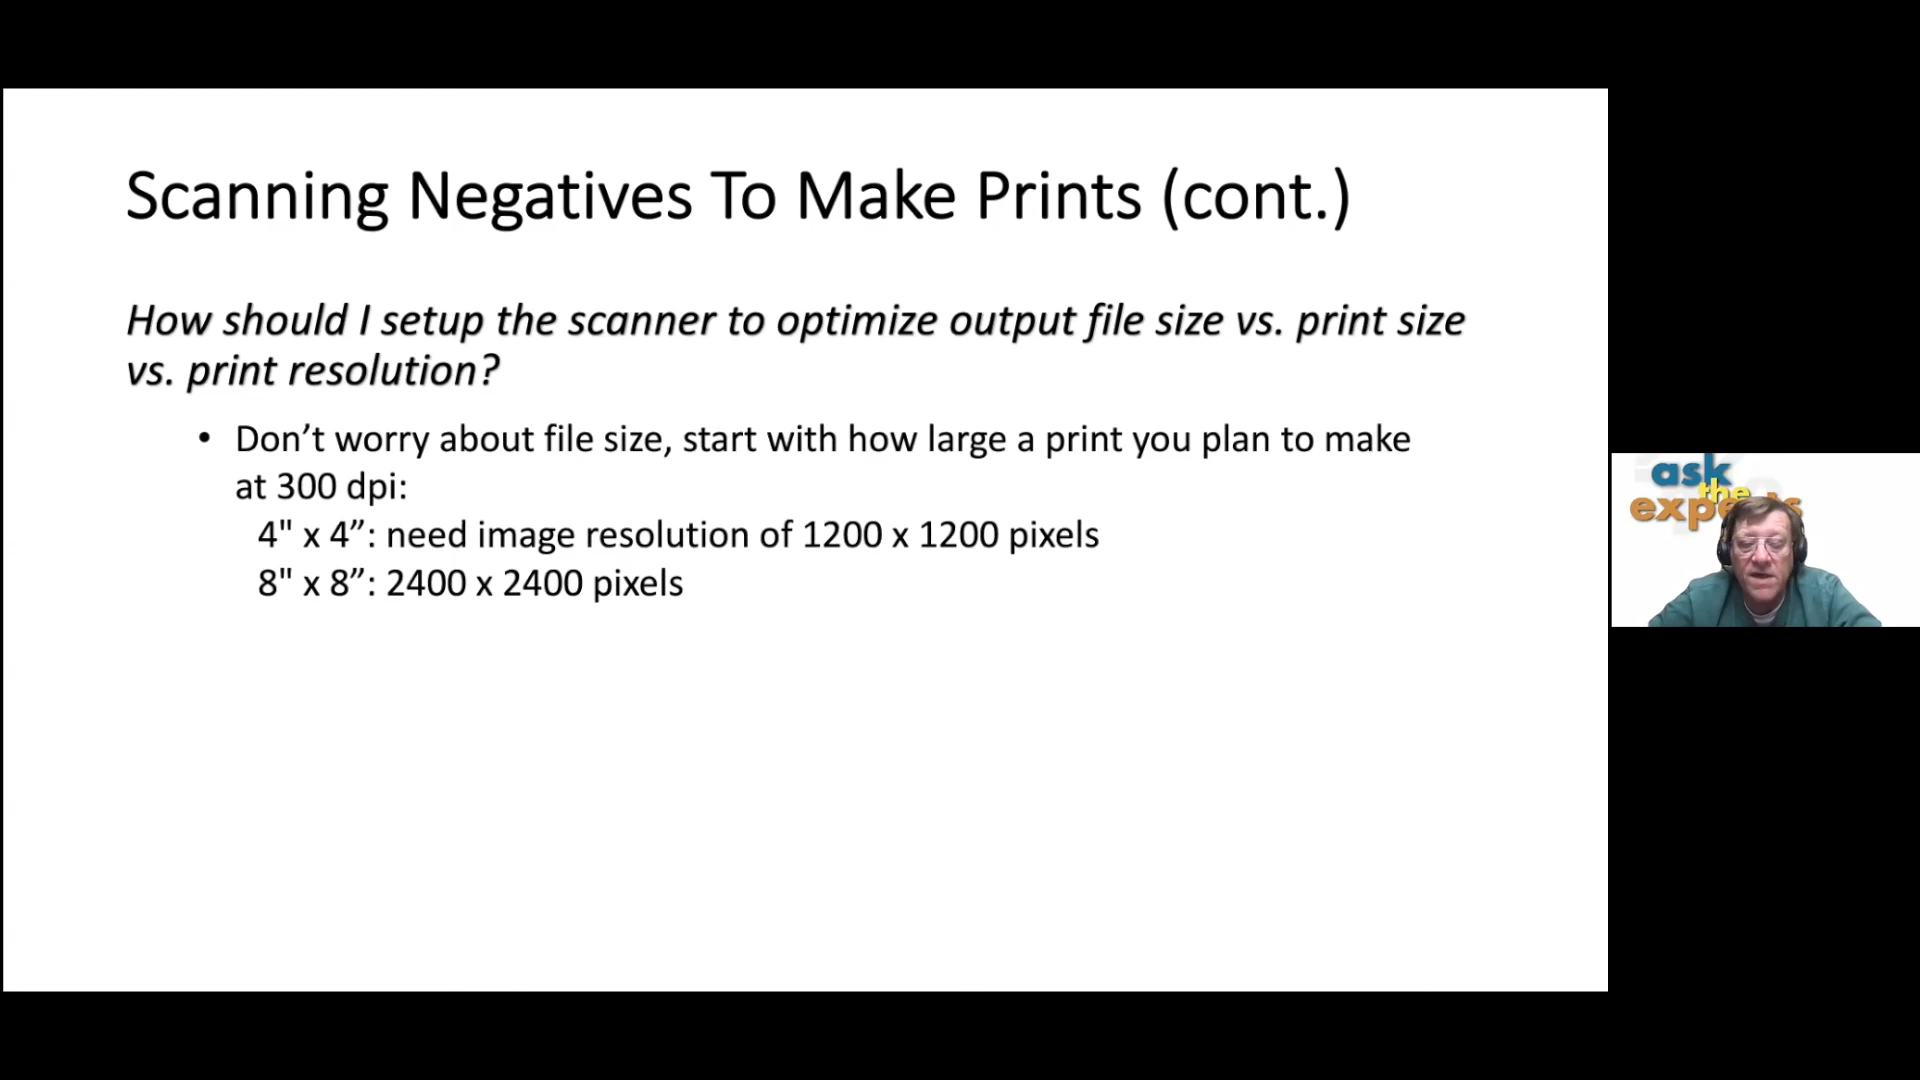 Scanning Negatives To Make Prints (cont.)
How should I setup the scanner to optimize output file size vs. print size
vs. print resolution?
• Don’t worry about file size, start with how large a print you plan to make
at 300 dpi:
4" x 4”: need image resolution of 1200 x 1200 pixels
8" x 8”: 2400 x 2400 pixels
ask
the